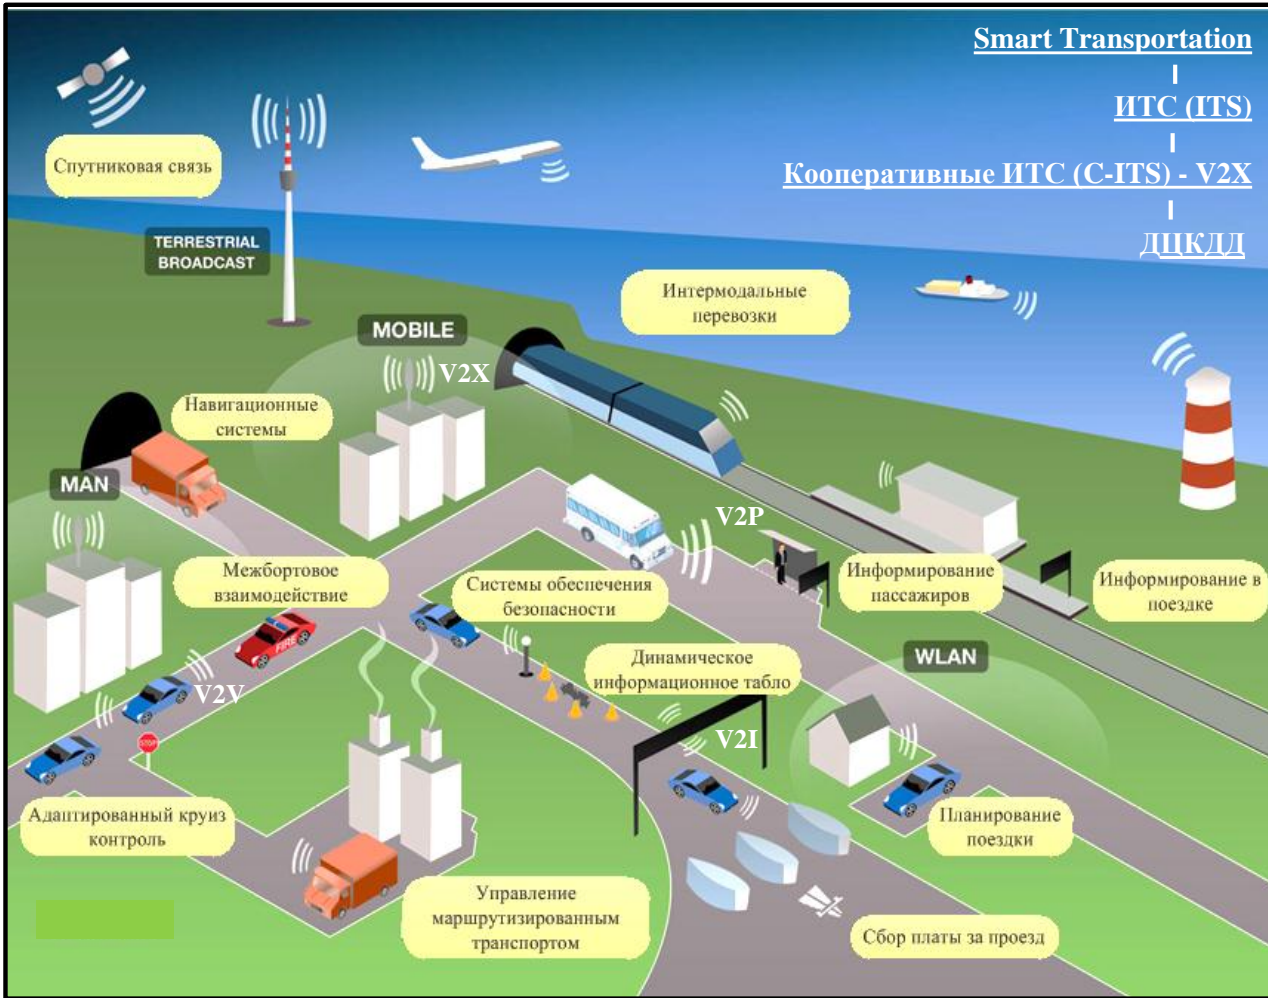 Smart Transportation
ИТС (ITS)
Кооперативные ИТС (C-ITS) - V2X
ДЦКДД
Спутниковая связь
TERRESTRIAL
BROADCAST
Интермодальные
перевозки
MOBILE
V2X
Навигационные
системы
MAN
V2P
Межбортовое
взаимодействие
Системы обеспечения
безопасности
Информирование
пассажиров
Информирование в
поездке
FIRE
Динамическое
информационное табло
WLAN
V2V
V2I
STOP
Адаптированный круиз
контроль
Планирование
поездки
Управление
маршрутизированным
транспортом
Сбор платы за проезд